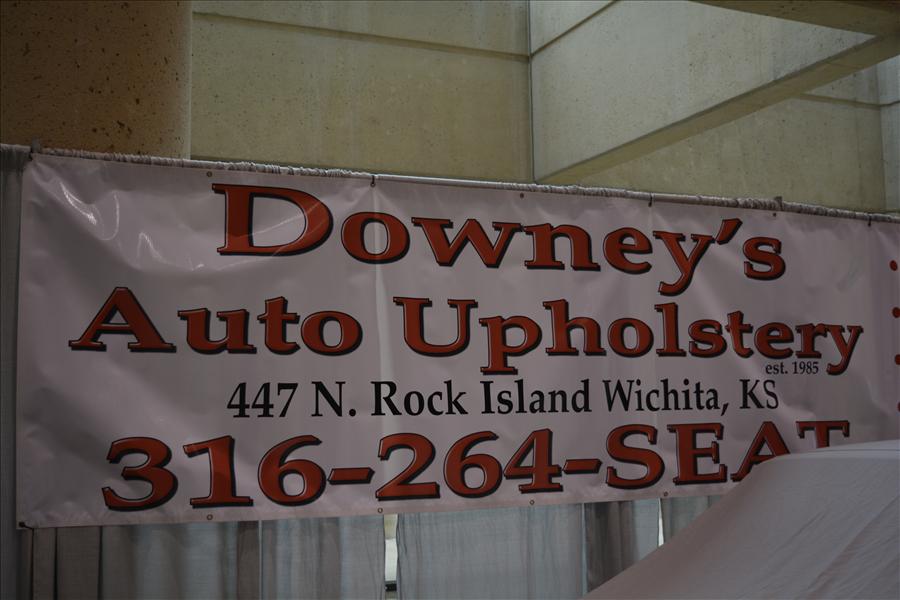 Downey's
Auto Upholstery
est. 1985
447 N. Rock Island Wichita, KS
316-264-SEAT